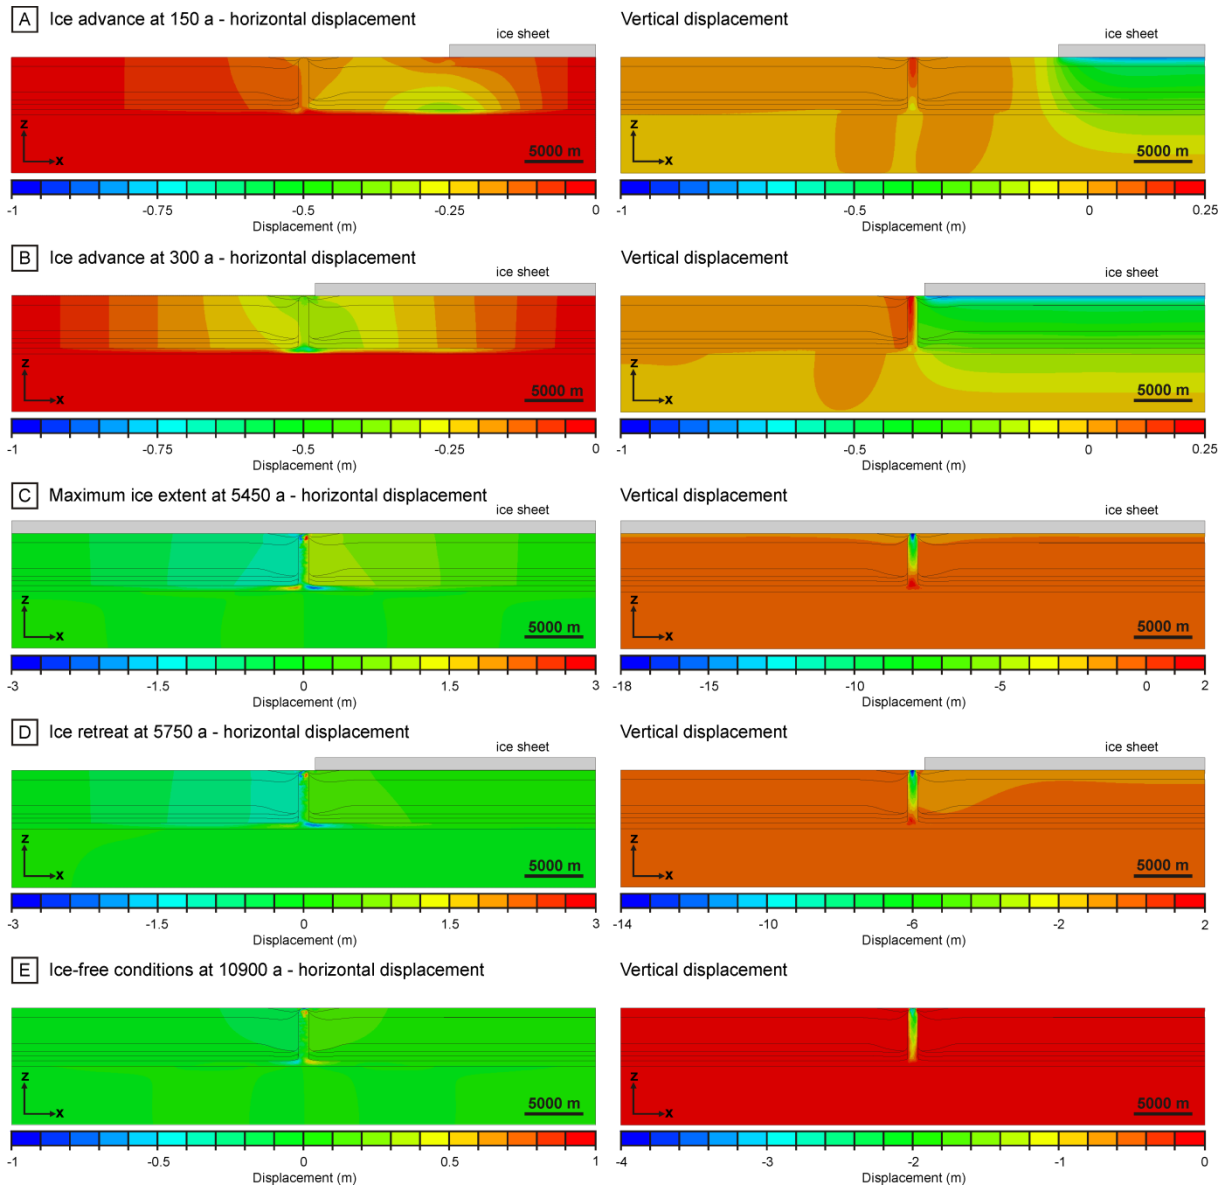 A Ice advance at 150 a - horizontal displacement Vertical displacement
ice sheet ice sheet
z z
x 5000 m x 5000 m
-1 -0.75 -0.5 -0.25 0 -1 -0.5 0 0.25
Displacement (m) Displacement (m)
B Ice advance at 300 a - horizontal displacement Vertical displacement
ice sheet ice sheet
z z
x 5000 m x 5000 m
-1 -0.75 -0.5 -0.25 0 -1 -0.5 0 0.25
Displacement (m) Displacement (m)
C Maximum ice extent at 5450 a - horizontal displacement Vertical displacement
ice sheet ice sheet
z z
x 5000 m x 5000 m
-3 -1.5 0 1.5 3 -18 -15 -10 -5 0 2
Displacement (m) Displacement (m)
D Ice retreat at 5750 a - horizontal displacement Vertical displacement
ice sheet ice sheet
z z
x 5000 m x 5000 m
-3 -1.5 0 1.5 3 -14 -10 -6 -2 2
Displacement (m) Displacement (m)
E Ice-free conditions at 10900 a - horizontal displacement Vertical displacement
z z
x 5000 m x 5000 m
-1 -0.5 0 0.5 1 -4 -3 -2 -1 0
Displacement (m) Displacement (m)